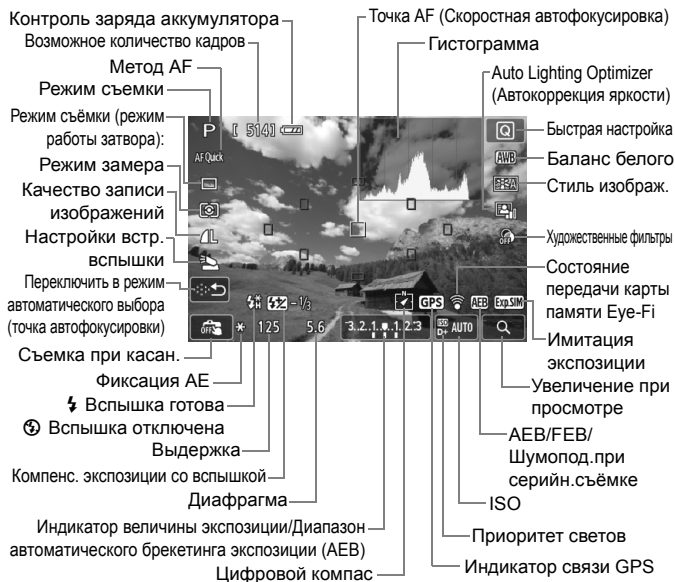 Контроль заряда аккумулятора
Возможное количество кадров
Метод AF
Режим съемки
Режим съёмки (режим
работы затвора):
Режим замера
Качество записи
изображений
Настройки встр.
вспышки
Переключить в режим
автоматического выбора
(точка автофокусировки)
Съемка при касан.
Фиксация AE
Вспышка готова
Вспышка отключена
Выдержка
Компенс. экспозиции со вспышкой
Диафрагма
Индикатор величины экспозиции/Диапазон
автоматического брекетинга экспозиции (AEB)
Цифровой компас
Точка AF (Скоростная автофокусировка)
Гистограмма
Auto Lighting Optimizer
(Автокоррекция яркости)
Быстрая настройка
Баланс белого
Стиль изображ.
Художественные фильтры
Состояние
передачи карты
памяти Eye-Fi
Имитация
экспозиции
Увеличение при
просмотре
AEB/FEB/
Шумопод.при
серийн.съёмке
ISO
Приоритет светов
Индикатор связи GPS
P [ 514]
AF Quick
L
Q
AWB
A
OFF
-1/3
N
GPS
AEB
Exp.SIM
OFF
* 125 5.6
3..2..1..▼..1..2:3
ISO
D+ AUTO